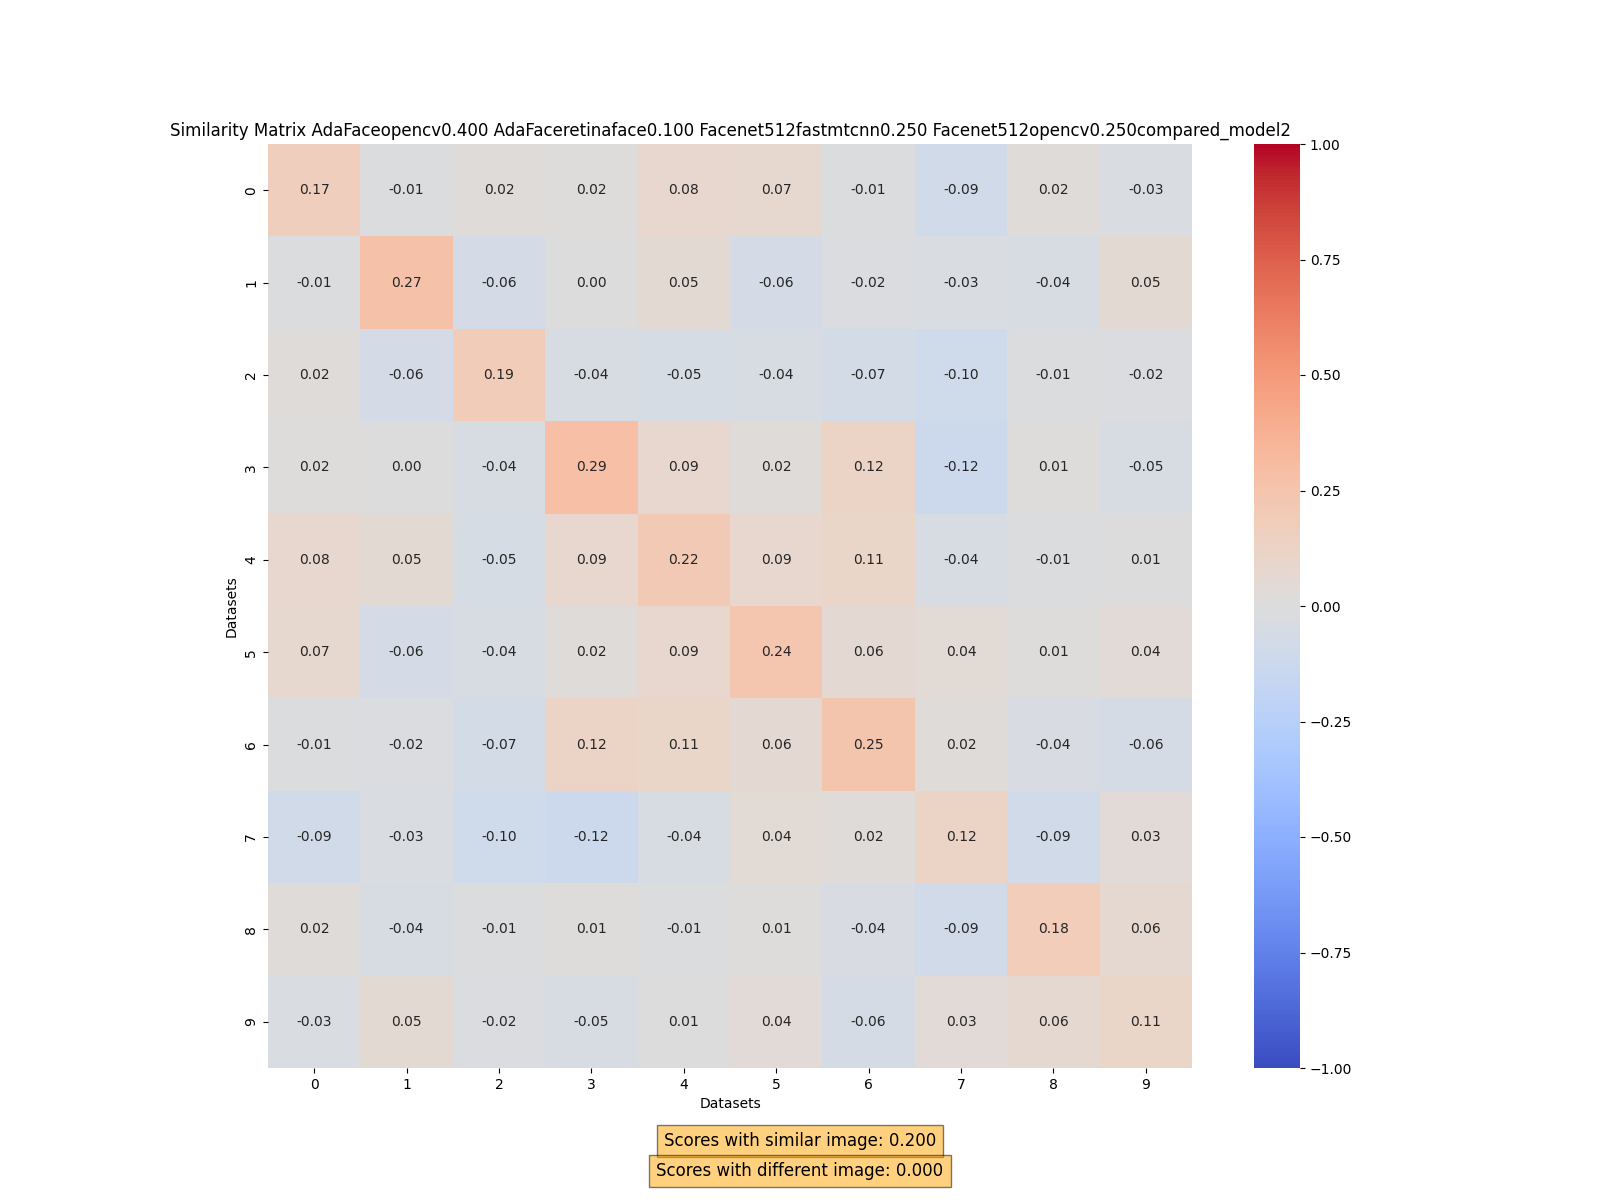 Similarity Matrix AdaFaceopencv0.400 AdaFaceretinaface0.100 Facenet512fastmtcnn0.250 Facenet512opencv0.250compared_model2
0 0.17 -0.01 0.02 0.02 0.08 0.07 -0.01 -0.09 0.02 -0.03
1 -0.01 0.27 -0.06 0.00 0.05 -0.06 -0.02 -0.03 -0.04 0.05
2 0.02 -0.06 0.19 -0.04 -0.05 -0.04 -0.07 -0.10 -0.01 -0.02
3 0.02 0.00 -0.04 0.29 0.09 0.02 0.12 -0.12 0.01 -0.05
4 0.08 0.05 -0.05 0.09 0.22 0.09 0.11 -0.04 -0.01 0.01
5 0.07 -0.06 -0.04 0.02 0.09 0.24 0.06 0.04 0.01 0.04
6 -0.01 -0.02 -0.07 0.12 0.11 0.06 0.25 0.02 -0.04 -0.06
7 -0.09 -0.03 -0.10 -0.12 -0.04 0.04 0.02 0.12 -0.09 0.03
8 0.02 -0.04 -0.01 0.01 -0.01 0.01 -0.04 -0.09 0.18 0.06
9 -0.03 0.05 -0.02 -0.05 0.01 0.04 -0.06 0.03 0.06 0.11
Datasets
0 1 2 3 4 5 6 7 8 9
Datasets
1.00
0.75
0.50
0.25
0.00
−0.25
−0.50
−0.75
−1.00
Scores with similar image: 0.200
Scores with different image: 0.000